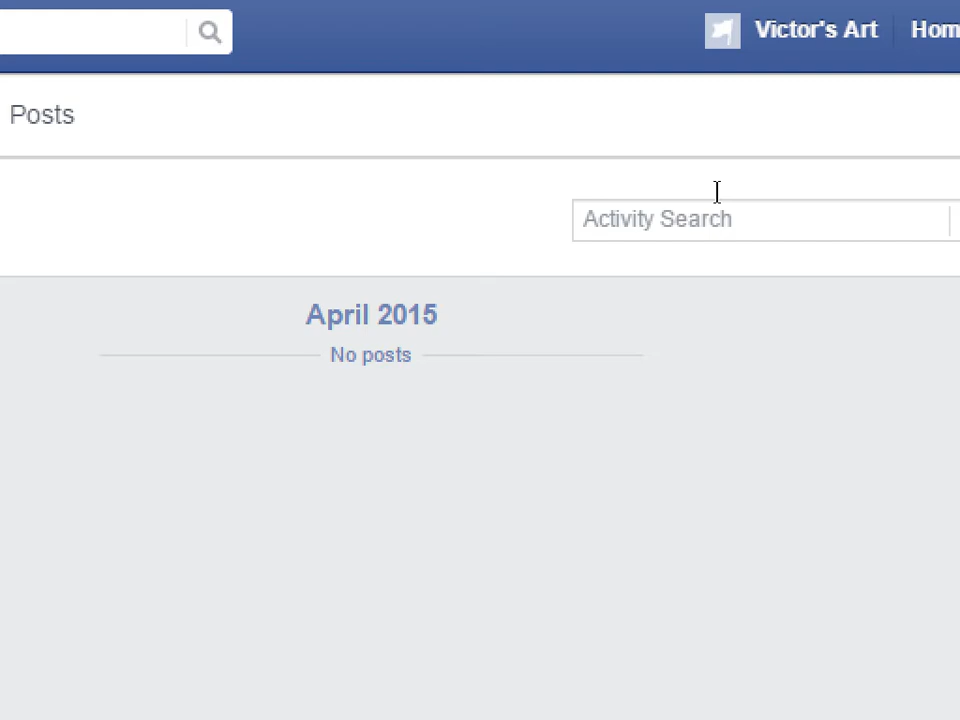 Victor's Art
Hom
Posts
Activity Search
April 2015
No posts